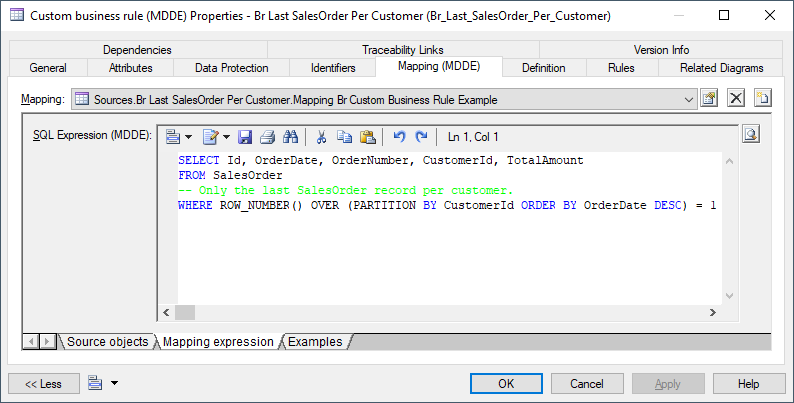 Custom business rule (MDDE) Properties - Br Last SalesOrder Per Customer (Br_Last_SalesOrder_Per_Customer)
Dependencies Traceability Links Version Info
General Attributes Data Protection Identifiers Mapping (MDDE) Definition Rules Related Diagrams
Mapping: Sources.Br Last SalesOrder Per Customer.Mapping Br Custom Business Rule Example
SQL Expression (MDDE): Ln 1, Col 1
SELECT Id, OrderDate, OrderNumber, CustomerId, TotalAmount
FROM SalesOrder
-- Only the last SalesOrder record per customer.
WHERE ROW_NUMBER() OVER (PARTITION BY CustomerId ORDER BY OrderDate DESC) = 1
Source objects Mapping expression Examples
<< Less OK Cancel Apply Help